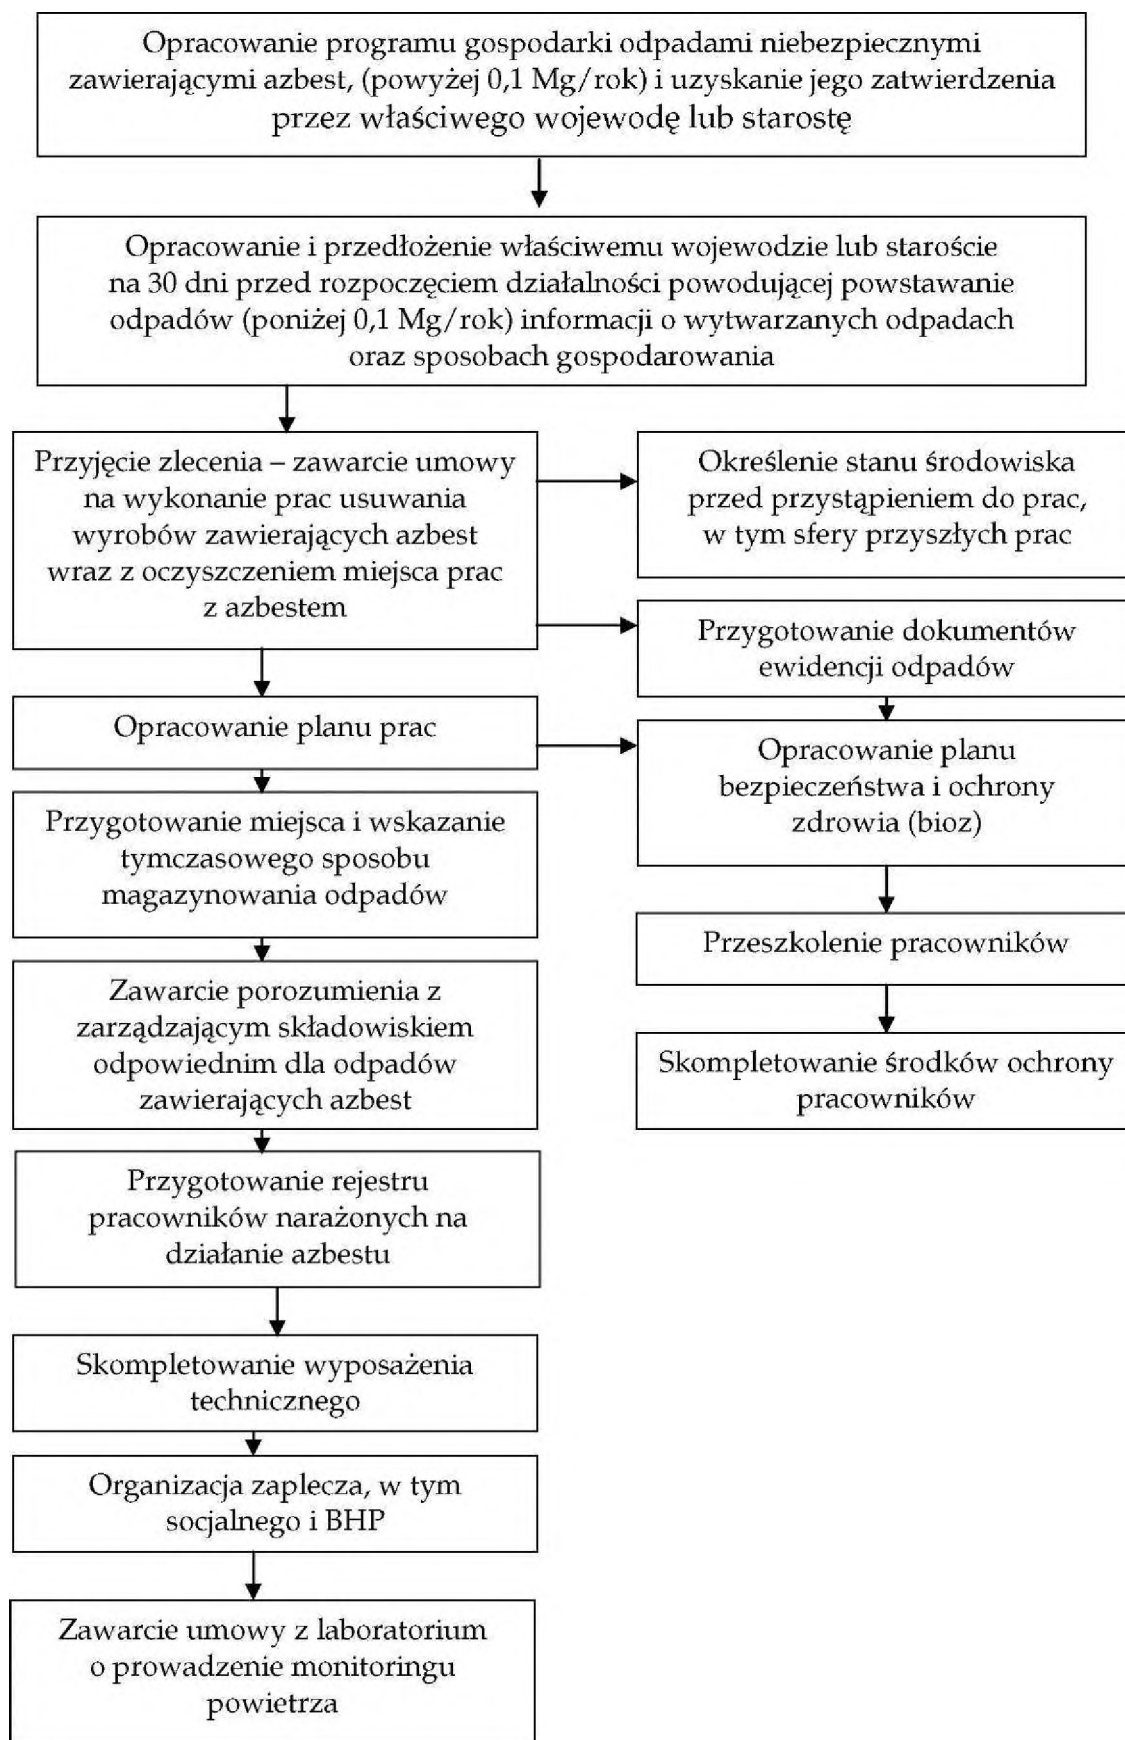 Opracowanie programu gospodarki odpadami niebezpiecznymi
zawierającymi azbest, (powyżej 0,1 Mg/rok) i uzyskanie jego zatwierdzenia
przez właściwego wojewodę lub starostę
Opracowanie i przedłożenie właściwemu wojewodzie lub staroście
na 30 dni przed rozpoczęciem działalności powodującej powstawanie
odpadów (poniżej 0,1 Mg/rok) informacji o wytwarzanych odpadach
oraz sposobach gospodarowania
Przyjęcie zlecenia – zawarcie umowy
na wykonanie prac usuwania
wyrobów zawierających azbest
wraz z oczyszczeniem miejsca prac
z azbestem
Określenie stanu środowiska
przed przystąpieniem do prac,
w tym sfery przyszłych prac
Przygotowanie dokumentów
ewidencji odpadów
Opracowanie planu prac
Opracowanie planu
bezpieczeństwa i ochrony
zdrowia (bioz)
Przygotowanie miejsca i wskazanie
tymczasowego sposobu
magazynowania odpadów
Przeszkolenie pracowników
Zawarcie porozumienia z
zarządzającym składowiskiem
odpowiednim dla odpadów
zawierających azbest
Skompletowanie środków ochrony
pracowników
Przygotowanie rejestru
pracowników narażonych na
działanie azbestu
Skompletowanie wyposażenia
technicznego
Organizacja zaplecza, w tym
socjalnego i BHP
Zawarcie umowy z laboratorium
o prowadzenie monitoringu
powietrza